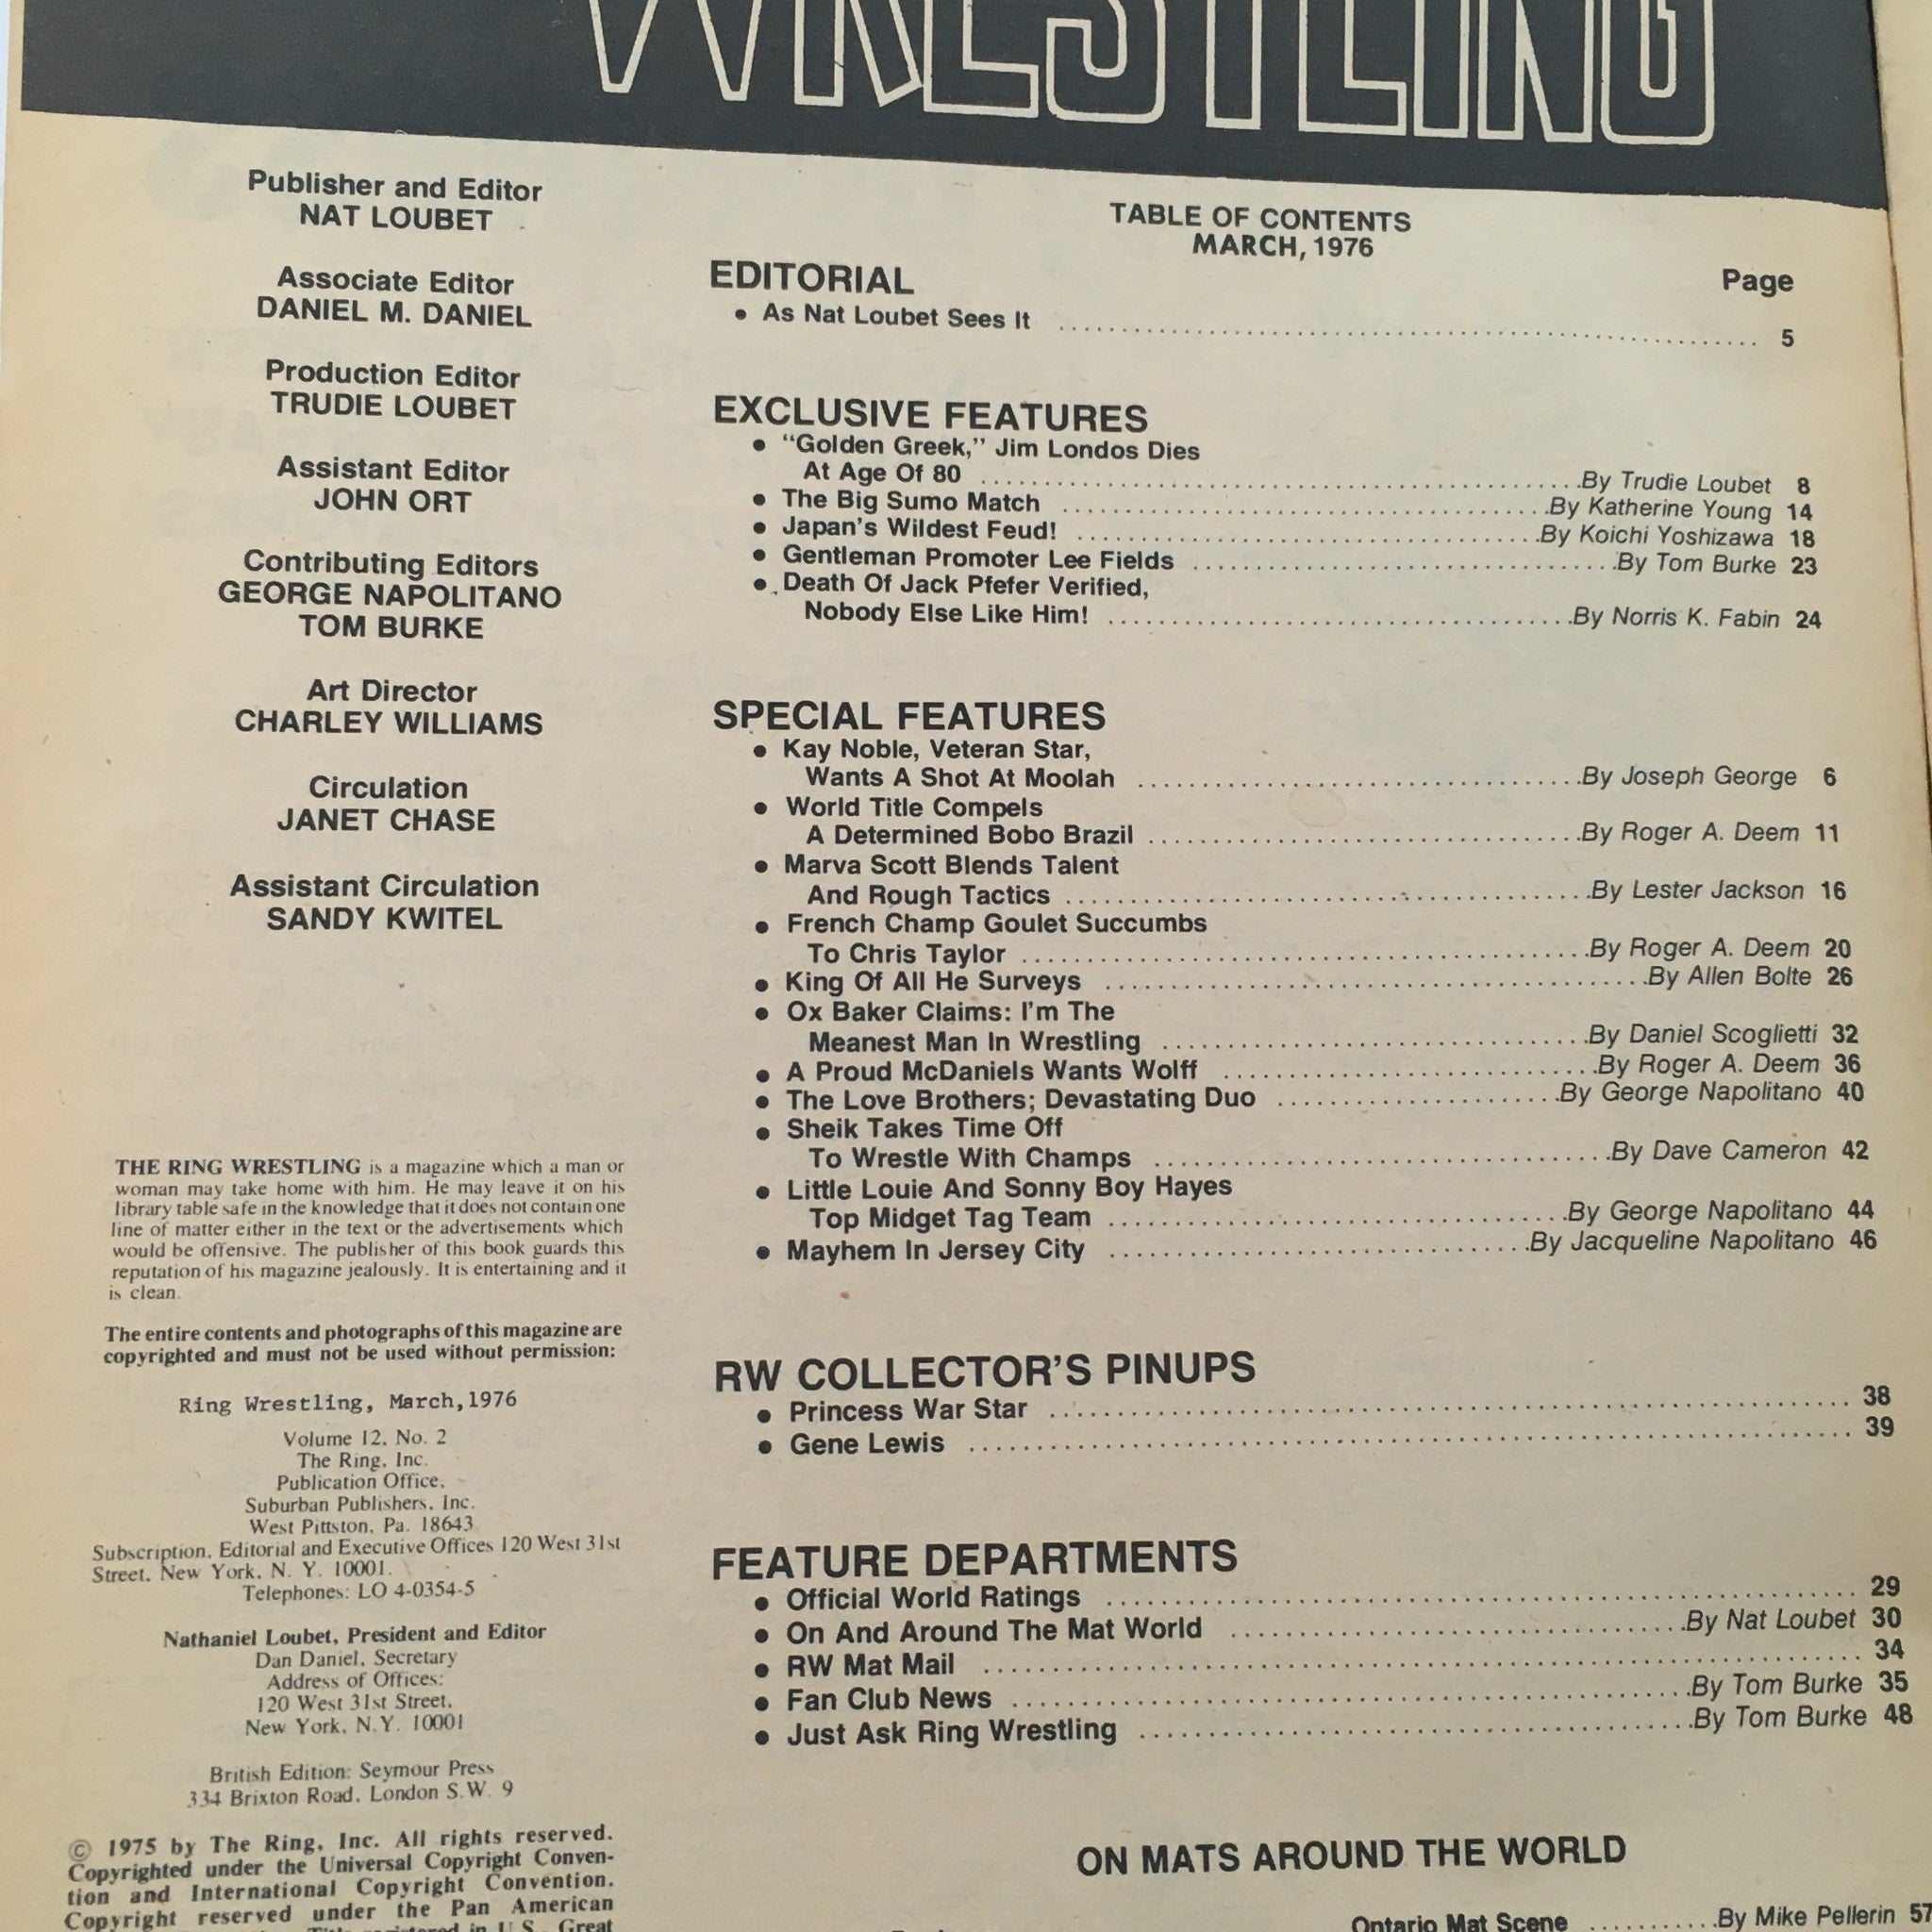 WRESTLING
Publisher and Editor
NAT LOUBET
Associate Editor
DANIEL M. DANIEL
Production Editor
TRUDIE LOUBET
Assistant Editor
JOHN ORT
Contributing Editors
GEORGE NAPOLITANO
TOM BURKE
Art Director
CHARLEY WILLIAMS
Circulation
JANET CHASE
Assistant Circulation
SANDY KWITEL
THE RING WRESTLING is a magazine which a man or
woman may take home with him. He may leave it on his
library table safe in the knowledge that it does not contain one
line of matter either in the text or the advertisements which
would be offensive. The publisher of this book guards this
reputation of his magazine jealously. It is entertaining and it
is clean.
The entire contents and photographs of this magazine are
copyrighted and must not be used without permission:
Ring Wrestling, March,1976
Volume 12, No. 2
The Ring, Inc.
Publication Office,
Suburban Publishers, Inc.
West Pittston, Pa. 18643
Subscription, Editorial and Executive Offices 120 West 31st
Street, New York, N. Y. 10001.
Telephones: LO 4-0354-5
Nathaniel Loubet, President and Editor
Dan Daniel, Secretary
Address of Offices:
120 West 31st Street,
New York, N.Y. 10001
British Edition: Seymour Press
334 Brixton Road, London S.W. 9
© 1975 by The Ring, Inc. All rights reserved.
Copyrighted under the Universal Copyright Conven-
tion and International Copyright Convention.
Copyright reserved under the Pan American
in U.S., Great
TABLE OF CONTENTS
MARCH, 1976
Page
EDITORIAL
• As Nat Loubet Sees It ........ 5
EXCLUSIVE FEATURES
• "Golden Greek," Jim Londos Dies
At Age Of 80 ........ By Trudie Loubet 8
• The Big Sumo Match ........ By Katherine Young 14
• Japan's Wildest Feud! ........ By Koichi Yoshizawa 18
• Gentleman Promoter Lee Fields ........ By Tom Burke 23
• Death Of Jack Pfefer Verified,
Nobody Else Like Him! ........ By Norris K. Fabin 24
SPECIAL FEATURES
• Kay Noble, Veteran Star,
Wants A Shot At Moolah ........ By Joseph George 6
• World Title Compels
A Determined Bobo Brazil ........ By Roger A. Deem 11
• Marva Scott Blends Talent
And Rough Tactics ........ By Lester Jackson 16
• French Champ Goulet Succumbs
To Chris Taylor ........ By Roger A. Deem 20
• King Of All He Surveys ........ By Allen Bolte 26
• Ox Baker Claims: I'm The
Meanest Man In Wrestling ........ By Daniel Scoglietti 32
• A Proud McDaniels Wants Wolff ........ By Roger A. Deem 36
• The Love Brothers; Devastating Duo ........ By George Napolitano 40
• Sheik Takes Time Off
To Wrestle With Champs ........ By Dave Cameron 42
• Little Louie And Sonny Boy Hayes
Top Midget Tag Team ........ By George Napolitano 44
• Mayhem In Jersey City ........ By Jacqueline Napolitano 46
RW COLLECTOR'S PINUPS
• Princess War Star ........ 38
• Gene Lewis ........ 39
FEATURE DEPARTMENTS
• Official World Ratings ........ 29
• On And Around The Mat World ........ By Nat Loubet 30
• RW Mat Mail ........ 34
• Fan Club News ........ By Tom Burke 35
• Just Ask Ring Wrestling ........ By Tom Burke 48
ON MATS AROUND THE WORLD
Ontario Mat Scene ........ By Mike Pellerin 57